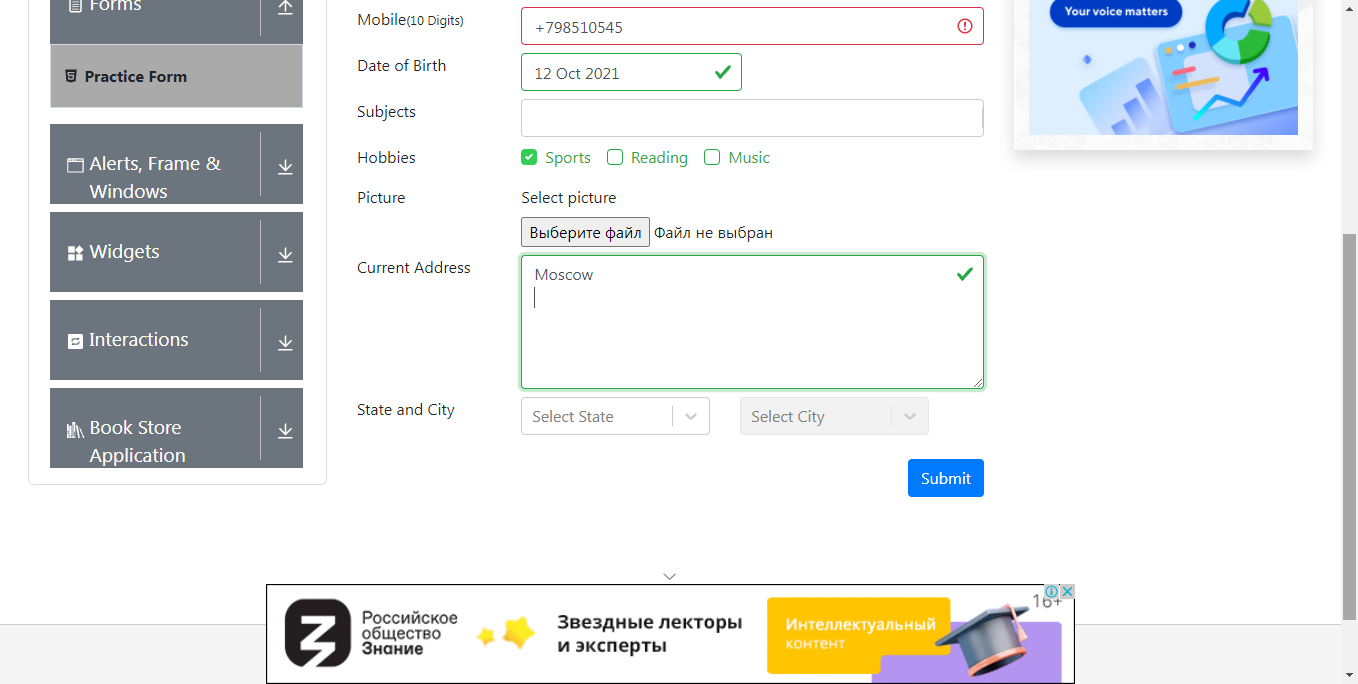 Forms
Practice Form
Alerts, Frame &
Windows
Widgets
Interactions
Book Store
Application
Mobile(10 Digits)
+798510545
Date of Birth
12 Oct 2021
Subjects
Hobbies
Sports
Reading
Music
Picture
Select picture
Выберите файл Файл не выбран
Current Address
Moscow
State and City
Select State
Select City
Submit
Your voice matters
Российское
общество
Знание
Звездные лекторы
и эксперты
Интеллектуальный
контент
16+